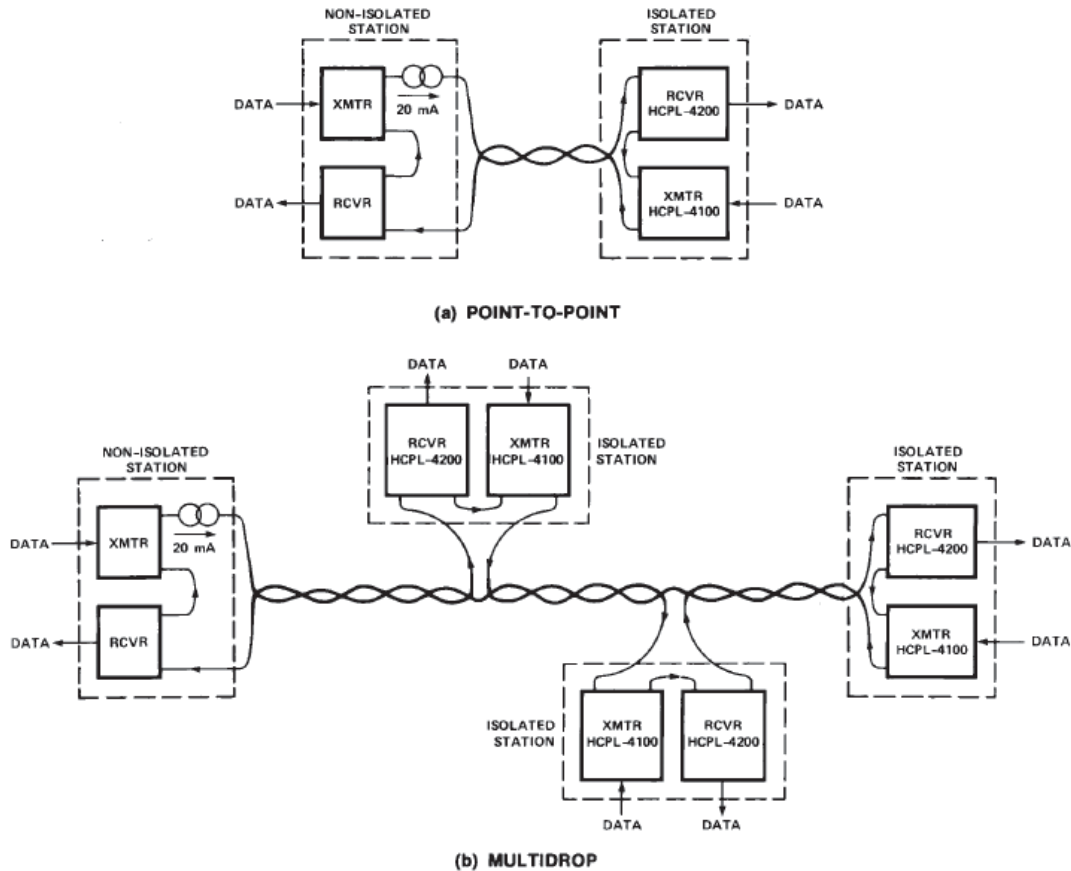 NON-ISOLATED
STATION
ISOLATED
STATION
DATA
XMTR
20 mA
RCVR
HCPL-4200
DATA
DATA
RCVR
XMTR
HCPL-4100
DATA
(a) POINT-TO-POINT
DATA
DATA
RCVR
HCPL-4200
XMTR
HCPL-4100
ISOLATED
STATION
NON-ISOLATED
STATION
ISOLATED
STATION
DATA
XMTR
20 mA
RCVR
HCPL-4200
DATA
DATA
RCVR
XMTR
HCPL-4100
DATA
ISOLATED
STATION
XMTR
HCPL-4100
RCVR
HCPL-4200
DATA
DATA
(b) MULTIDROP